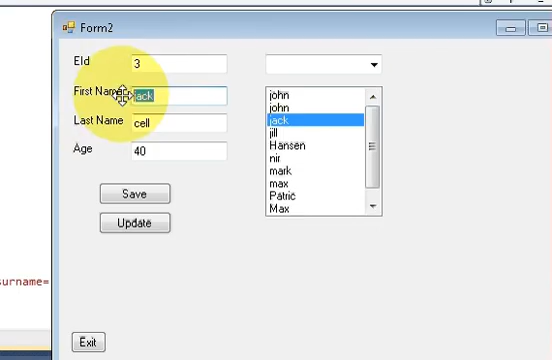 Form2
EId
3
First Name
jack
Last Name
cell
Age
40
Save
Update
Exit
john
john
jack
jill
Hansen
nir
mark
max
Patric
Max
surname=